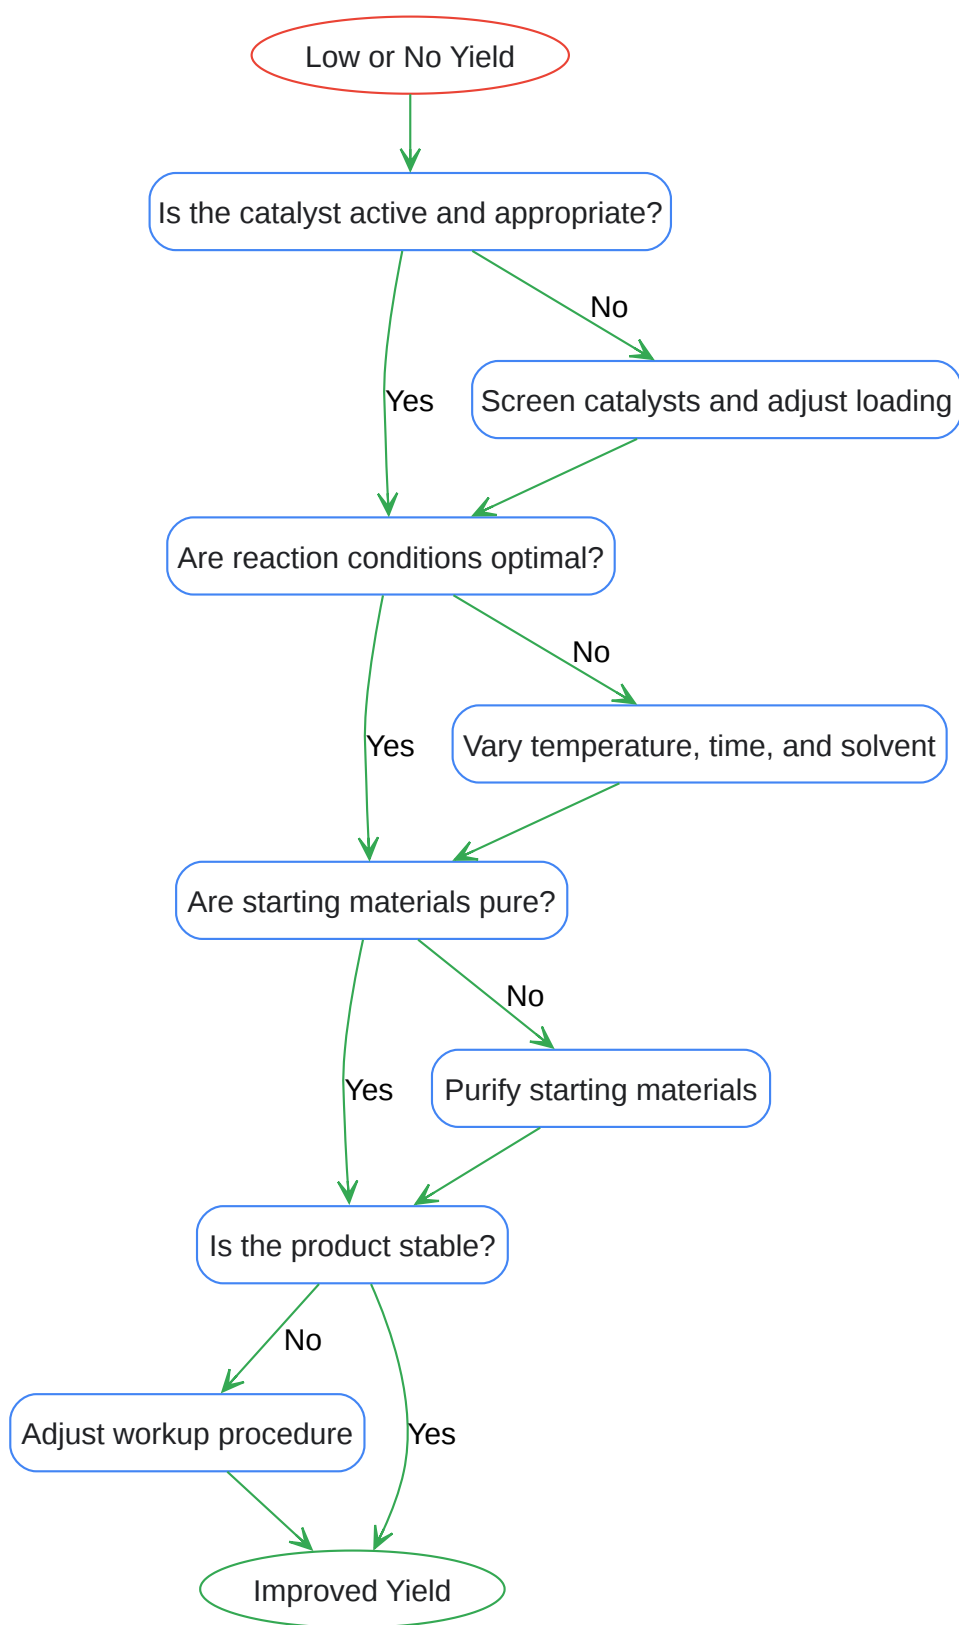 Low or No Yield
Is the catalyst active and appropriate?
No
Yes
Screen catalysts and adjust loading
Are reaction conditions optimal?
No
Yes
Vary temperature, time, and solvent
Are starting materials pure?
No
Yes
Purify starting materials
Is the product stable?
No
Adjust workup procedure
Yes
Improved Yield